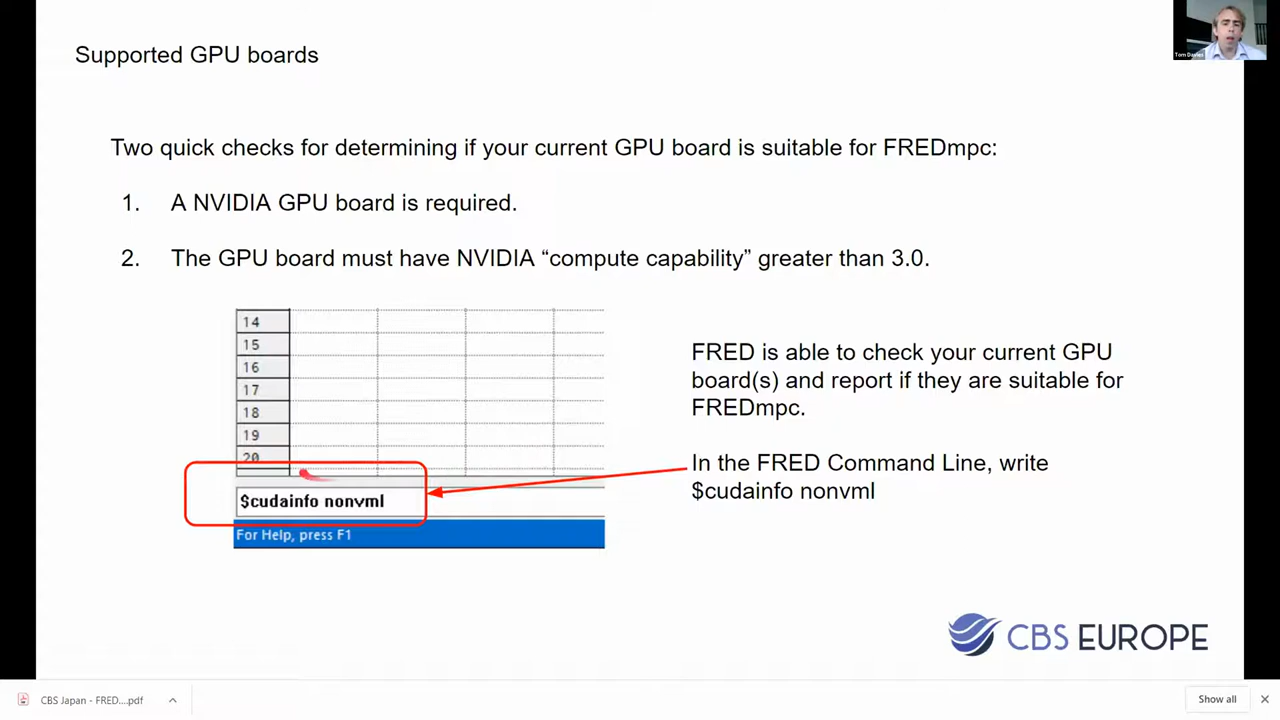 Supported GPU boards
Tom Davies
Two quick checks for determining if your current GPU board is suitable for FREDmpc:
1. A NVIDIA GPU board is required.
2. The GPU board must have NVIDIA “compute capability” greater than 3.0.
14
15
16
17
18
19
20
$cudainfo nonvml
For Help, press F1
FRED is able to check your current GPU
board(s) and report if they are suitable for
FREDmpc.
In the FRED Command Line, write
$cudainfo nonvml
CBS EUROPE
CBS Japan - FRED....pdf
Show all